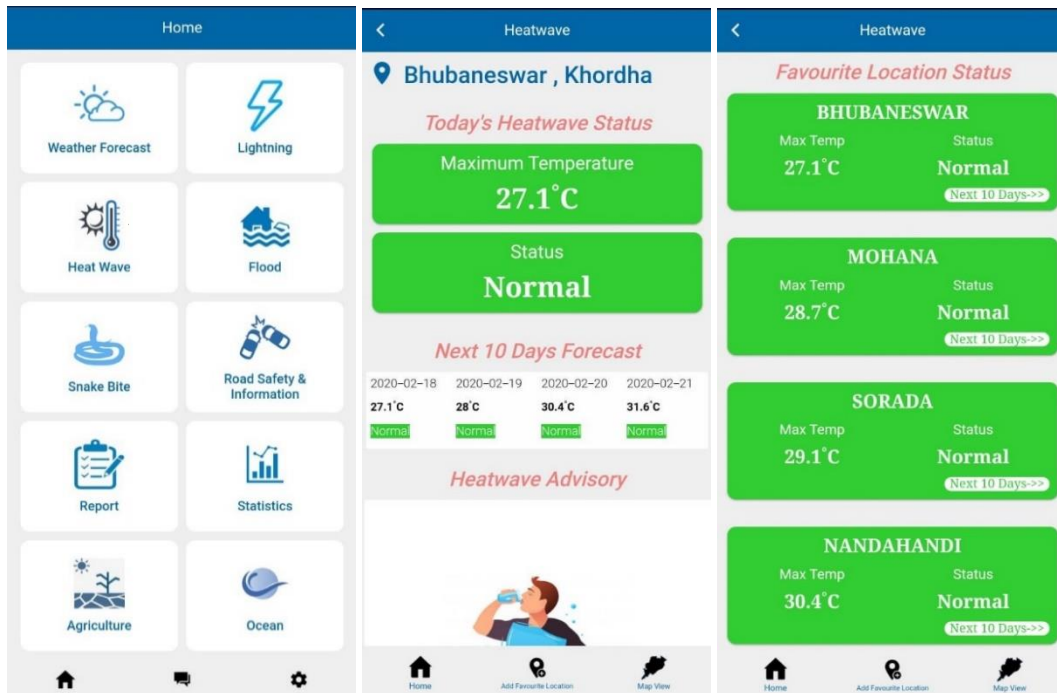 Home
Weather Forecast
Lightning
Heat Wave
Flood
Snake Bite
Road Safety &
Information
Report
Statistics
Agriculture
Ocean
Heatwave
Bhubaneswar , Khordha
Today's Heatwave Status
Maximum Temperature
27.1°C
Status
Normal
Next 10 Days Forecast
2020-02-18 2020-02-19 2020-02-20 2020-02-21
27.1°C 28°C 30.4°C 31.6°C
Normal Normal Normal Normal
Heatwave Advisory
Home Add Favourite Location Map View
Heatwave
Favourite Location Status
BHUBANESWAR
Max Temp Status
27.1°C Normal
Next 10 Days->>
MOHANA
Max Temp Status
28.7°C Normal
Next 10 Days->>
SORADA
Max Temp Status
29.1°C Normal
Next 10 Days->>
NANDAHANDI
Max Temp Status
30.4°C Normal
Next 10 Days->>
Home Add Favourite Location Map View